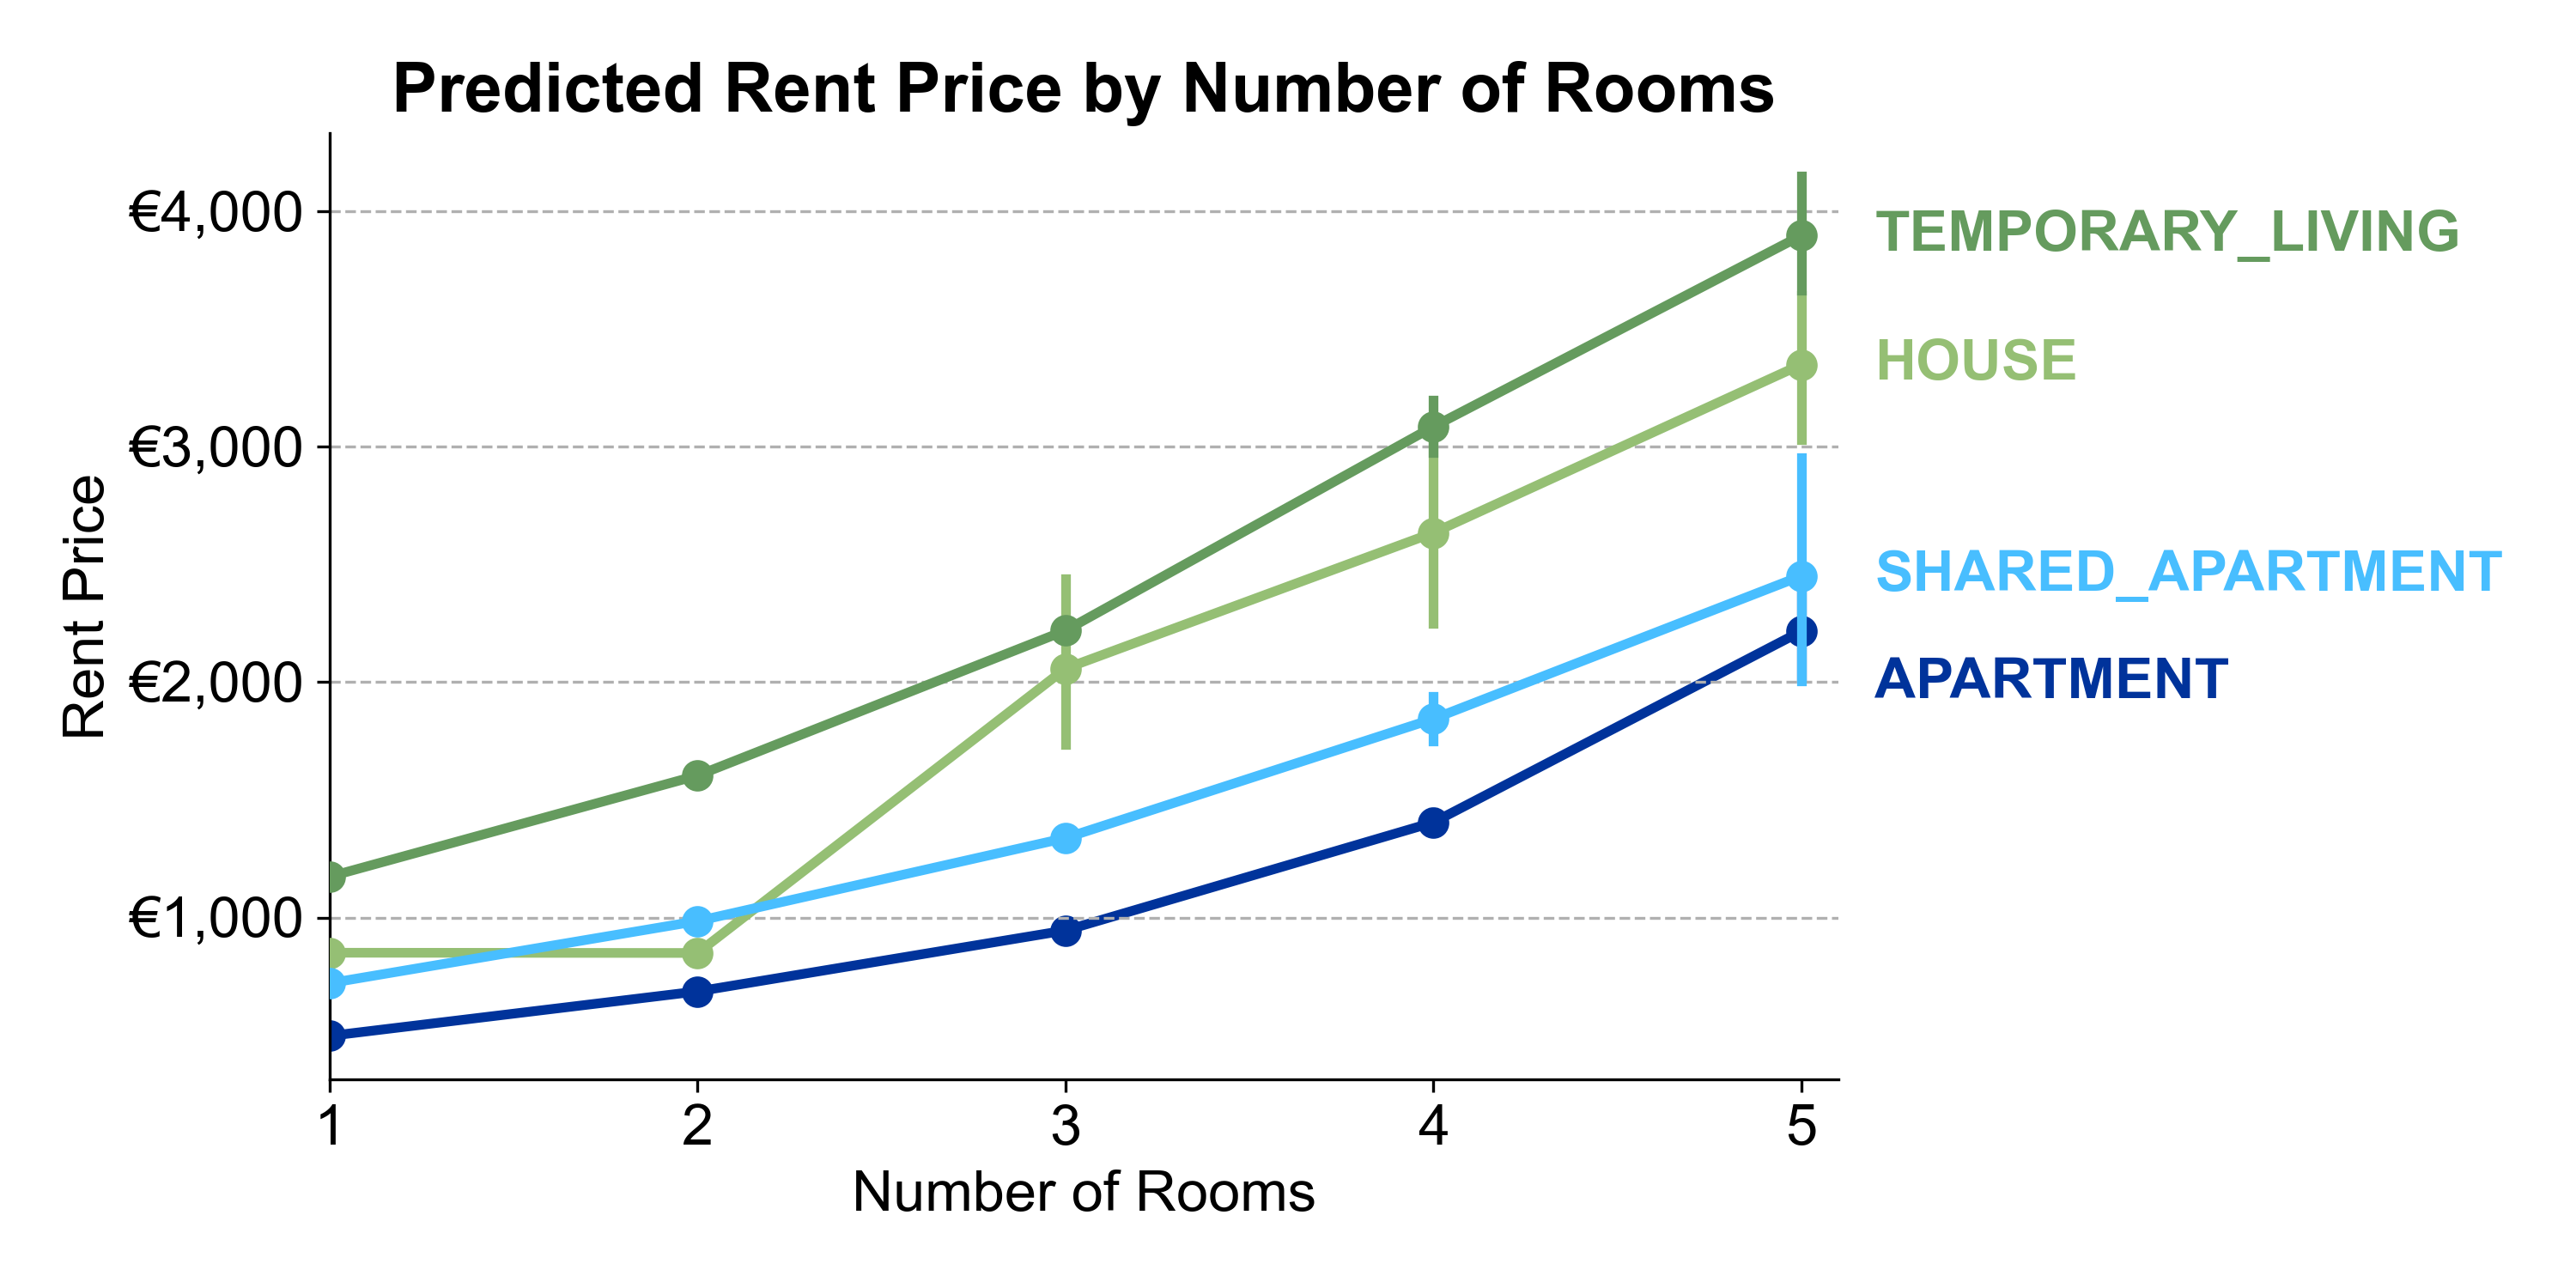 Predicted Rent Price by Number of Rooms
€4,000
€3,000
€2,000
€1,000
Rent Price
TEMPORARY_LIVING
HOUSE
SHARED_APARTMENT
APARTMENT
1 2 3 4 5
Number of Rooms